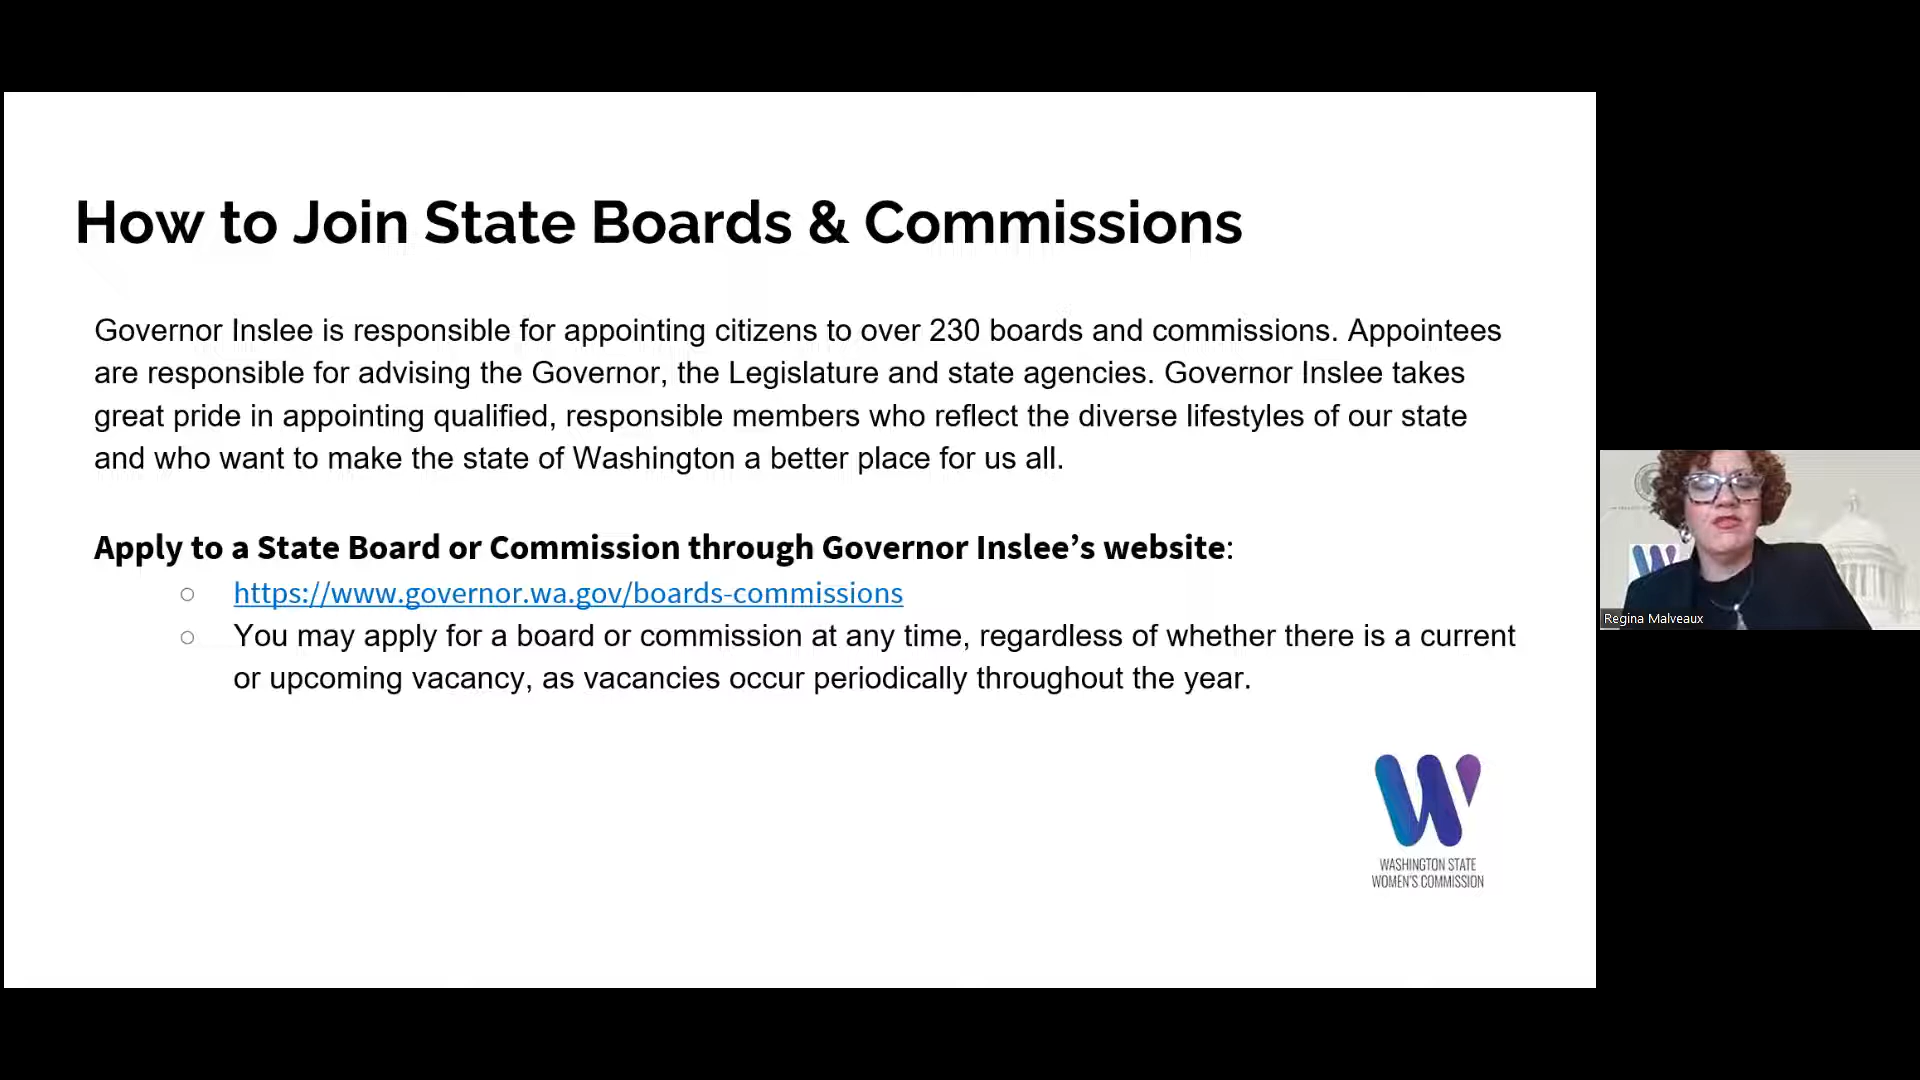 How to Join State Boards & Commissions
Governor Inslee is responsible for appointing citizens to over 230 boards and commissions. Appointees
are responsible for advising the Governor, the Legislature and state agencies. Governor Inslee takes
great pride in appointing qualified, responsible members who reflect the diverse lifestyles of our state
and who want to make the state of Washington a better place for us all.
Apply to a State Board or Commission through Governor Inslee’s website:
https://www.governor.wa.gov/boards-commissions
You may apply for a board or commission at any time, regardless of whether there is a current
or upcoming vacancy, as vacancies occur periodically throughout the year.
WASHINGTON STATE
WOMEN'S COMMISSION
Regina Malveaux